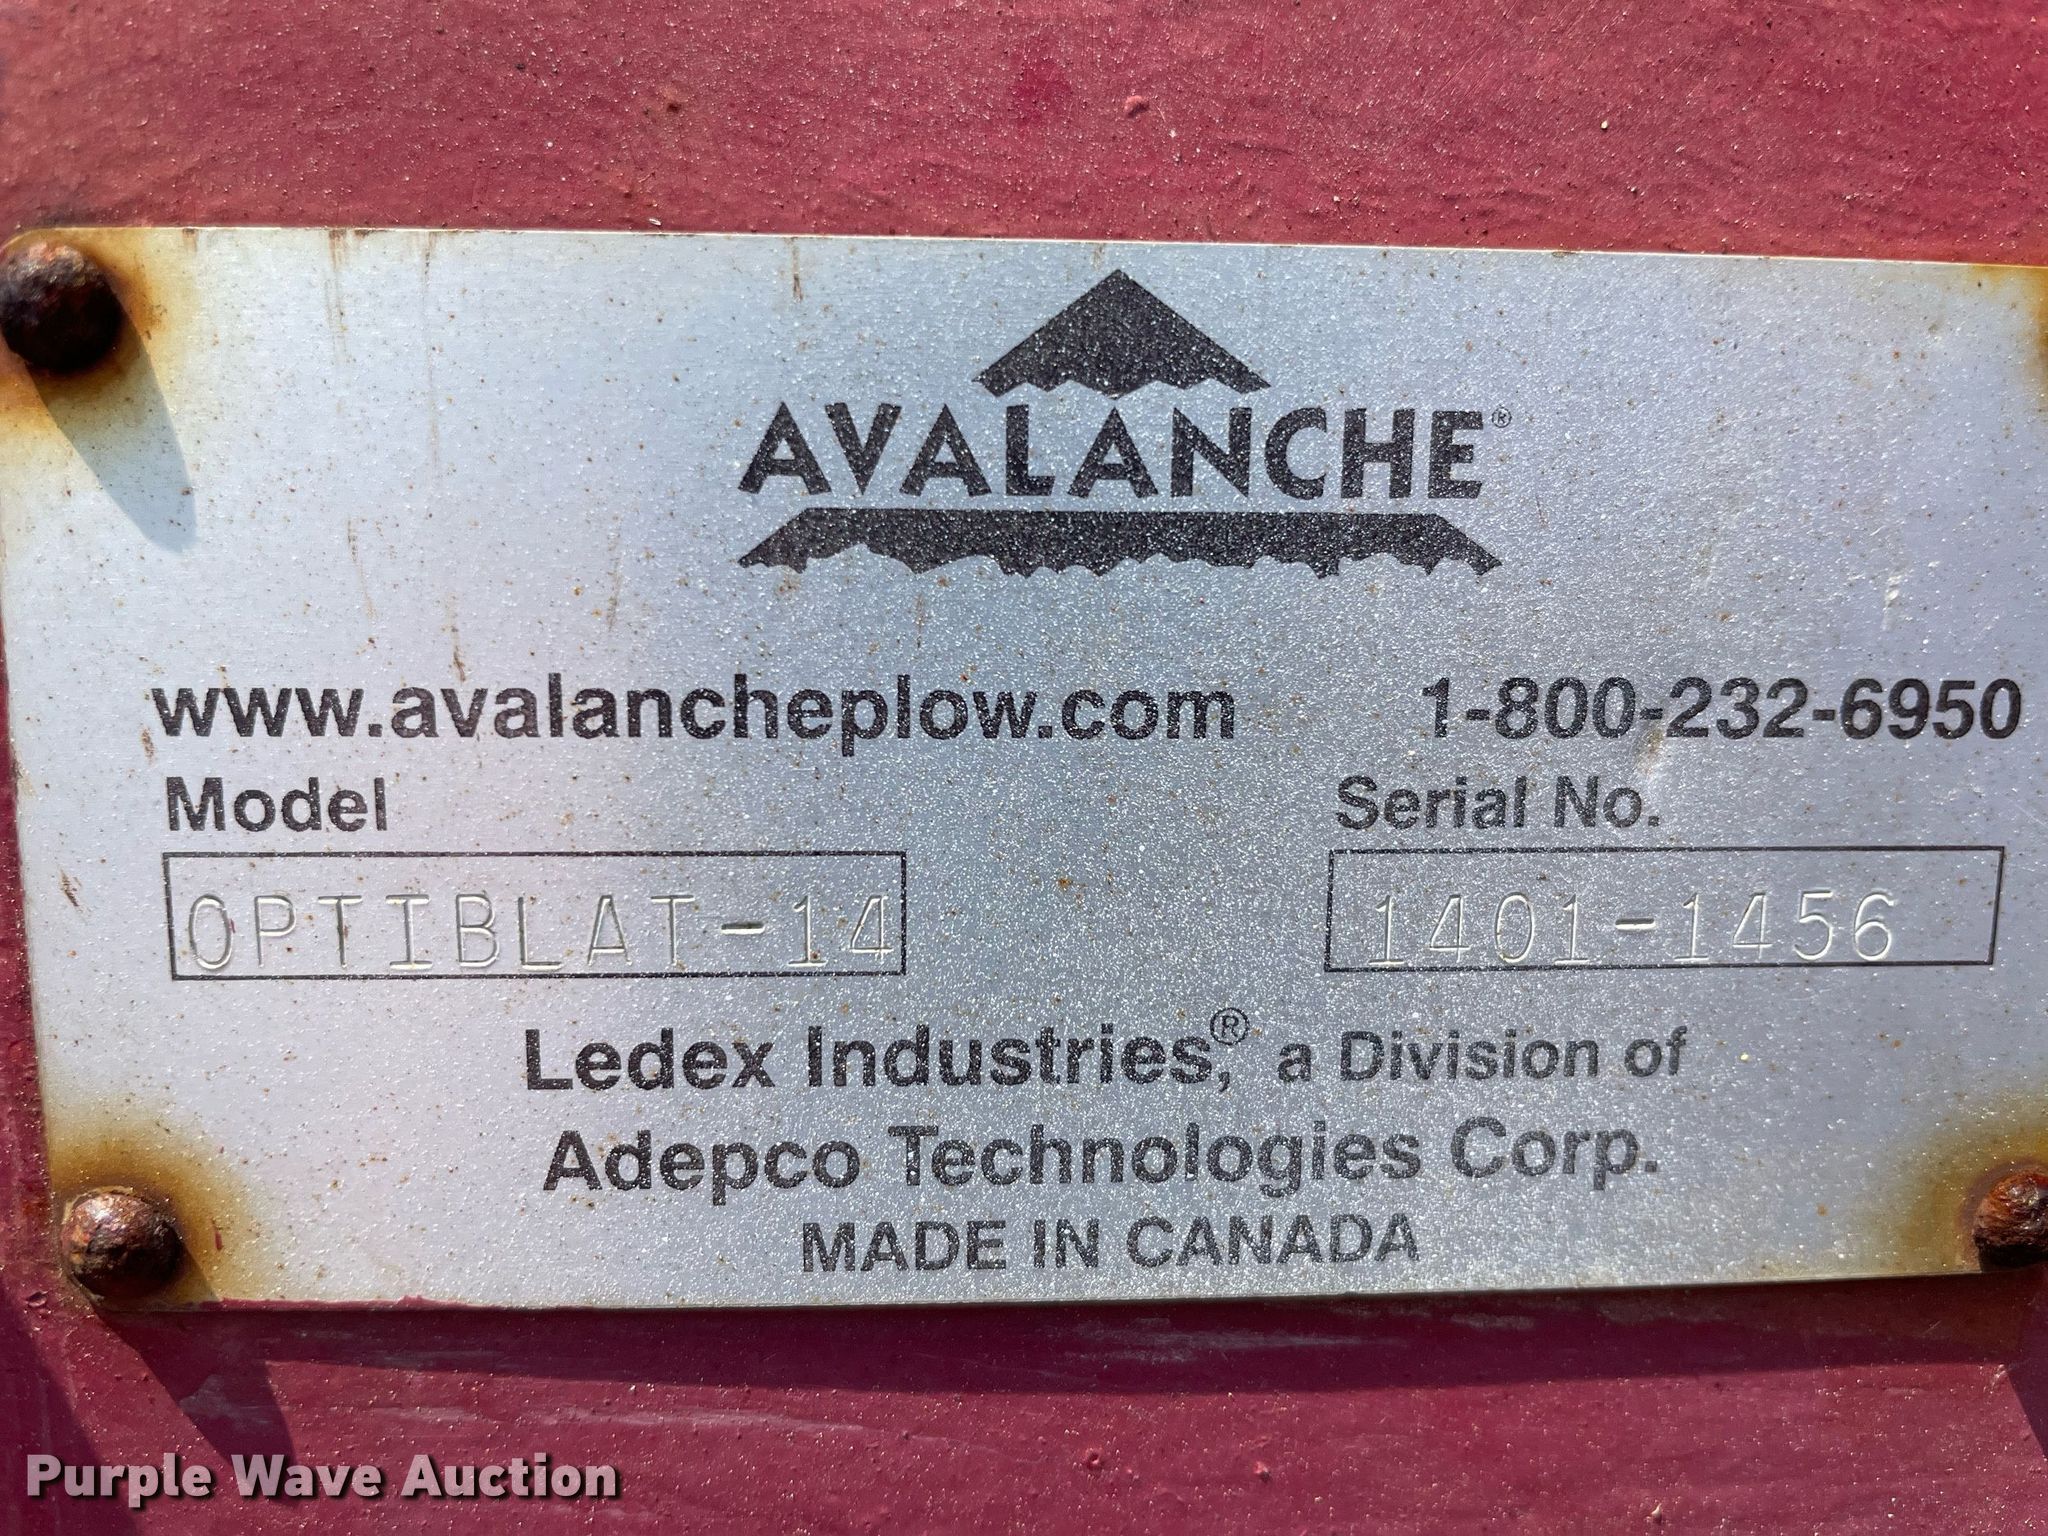 AVALANCHE®
www.avalancheplow.com 1-800-232-6950
Model Serial No.
OPTIBLAT-14 1401-1456
Ledex Industries®, a Division of
Adepco Technologies Corp.
MADE IN CANADA
Purple Wave Auction